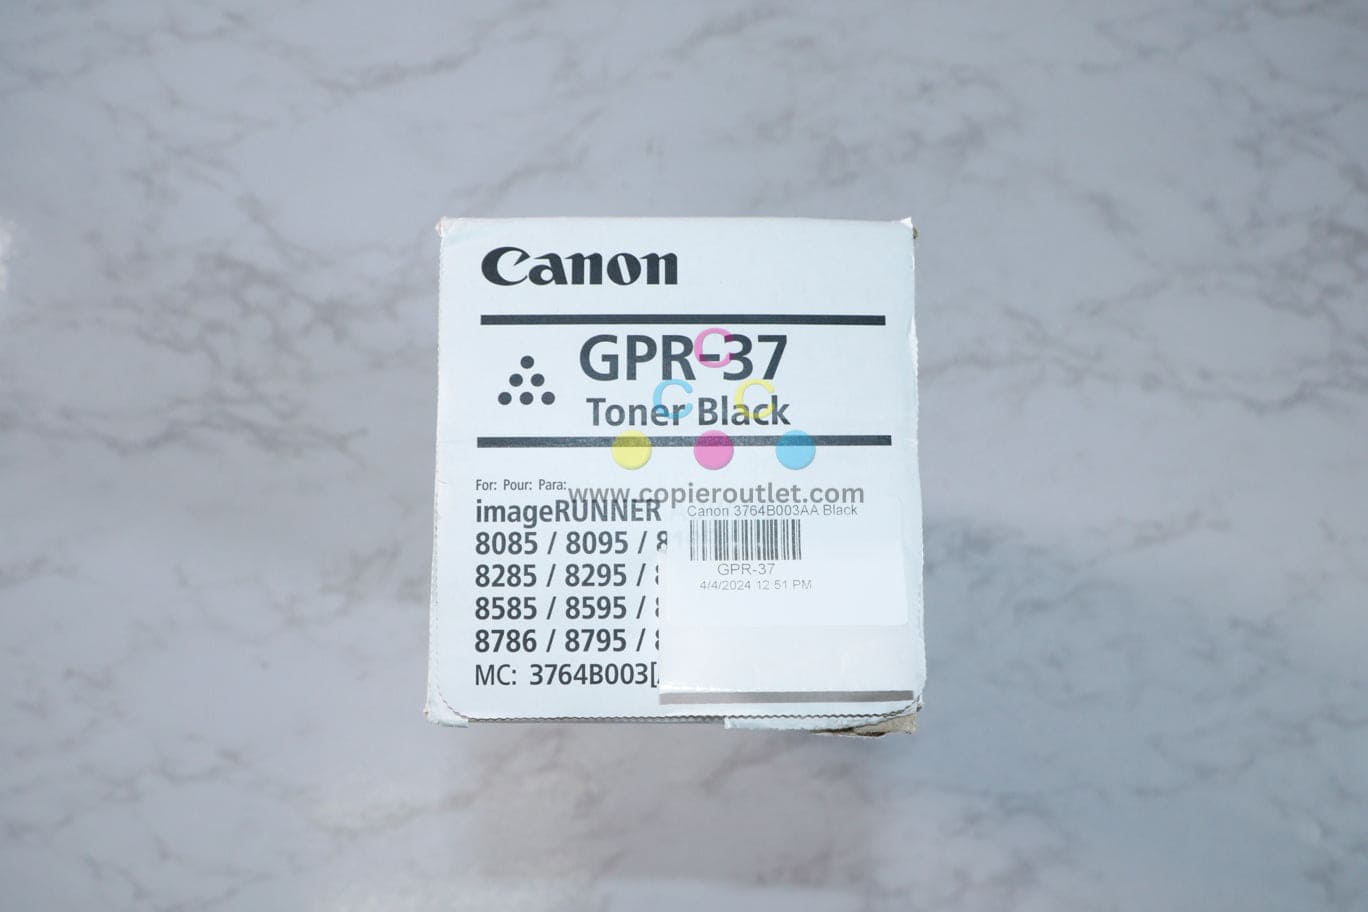 Canon
GPR-37
Toner Black
For: Pour: Para:
www.copieroutlet.com
imageRUNNER
8085 / 8095 /
8285 / 8295 /
8585 / 8595 /
8786 / 8795 /
MC: 3764B003[
Canon 3764B003AA Black
GPR-37
4/4/2024 12:51 PM
C
C C